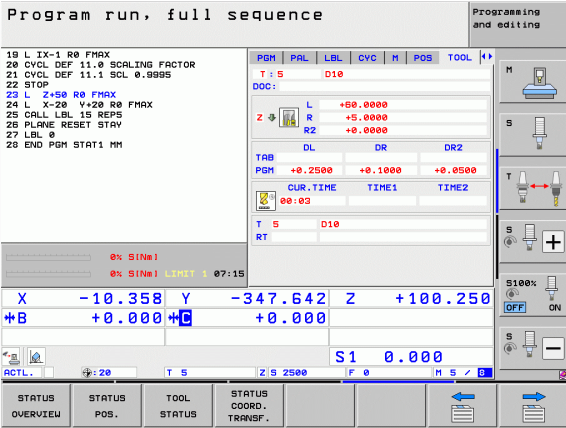 Program run, full sequence
Programming
and editing
19 L IX-1 R0 FMAX
20 CYCL DEF 11.0 SCALING FACTOR
21 CYCL DEF 11.1 SCL 0.9995
22 STOP
23 L Z+50 R0 FMAX
24 L X-20 Y+20 R0 FMAX
25 CALL LBL 15 REP5
26 PLANE RESET STAY
27 LBL 0
28 END PGM STAT1 MM
0% S[Nm]
0% S[Nm] LIMIT 1 07:15
PGM PAL LBL CYC M POS TOOL
T : 5 D10
DOC:
Z L +60.0000
R +5.0000
R2 +0.0000
DL DR DR2
TAB
PGM +0.2500 +0.1000 +0.0500
CUR.TIME TIME1 TIME2
00:03
T 5 D10
RT
X -10.358 Y -347.642 Z +100.250
B +0.000 C +0.000
S1 0.000
ACTL. :20 T 5 Z S 2500 F 0 M 5 / 8
M
S
T
S
S100%
OFF ON
S
STATUS
OVERVIEW
STATUS
POS.
TOOL
STATUS
STATUS
COORD.
TRANSF.